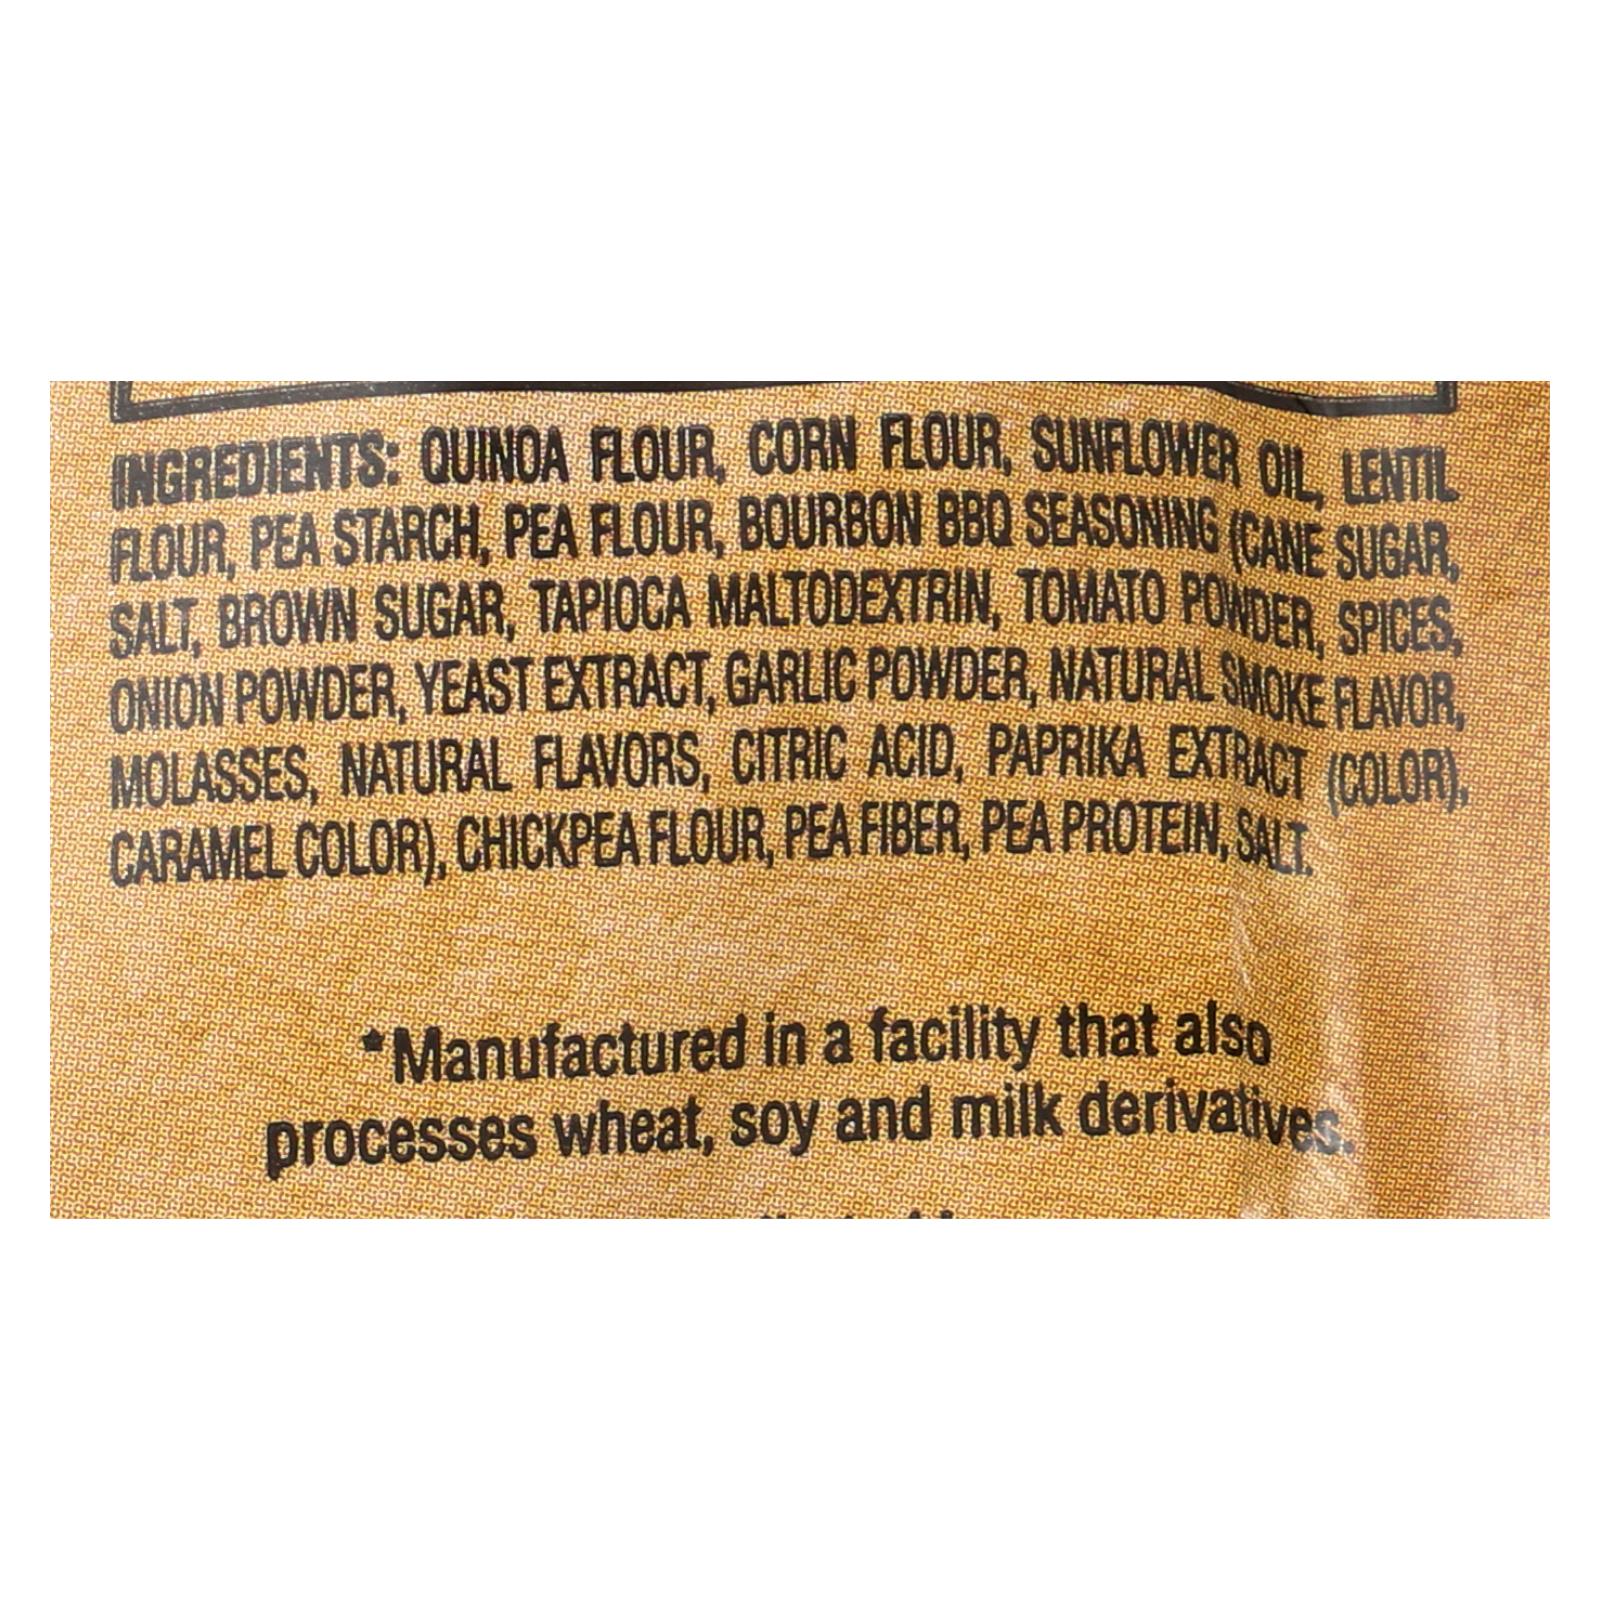 INGREDIENTS: QUINOA FLOUR, CORN FLOUR, SUNFLOWER OIL, LENTIL
FLOUR, PEA STARCH, PEA FLOUR, BOURBON BBQ SEASONING (CANE SUGAR,
SALT, BROWN SUGAR, TAPIOCA MALTODEXTRIN, TOMATO POWDER, SPICES,
ONION POWDER, YEAST EXTRACT, GARLIC POWDER, NATURAL SMOKE FLAVOR,
MOLASSES, NATURAL FLAVORS, CITRIC ACID, PAPRIKA EXTRACT (COLOR),
CARAMEL COLOR), CHICKPEA FLOUR, PEA FIBER, PEA PROTEIN, SALT.
*Manufactured in a facility that also
processes wheat, soy and milk derivatives.